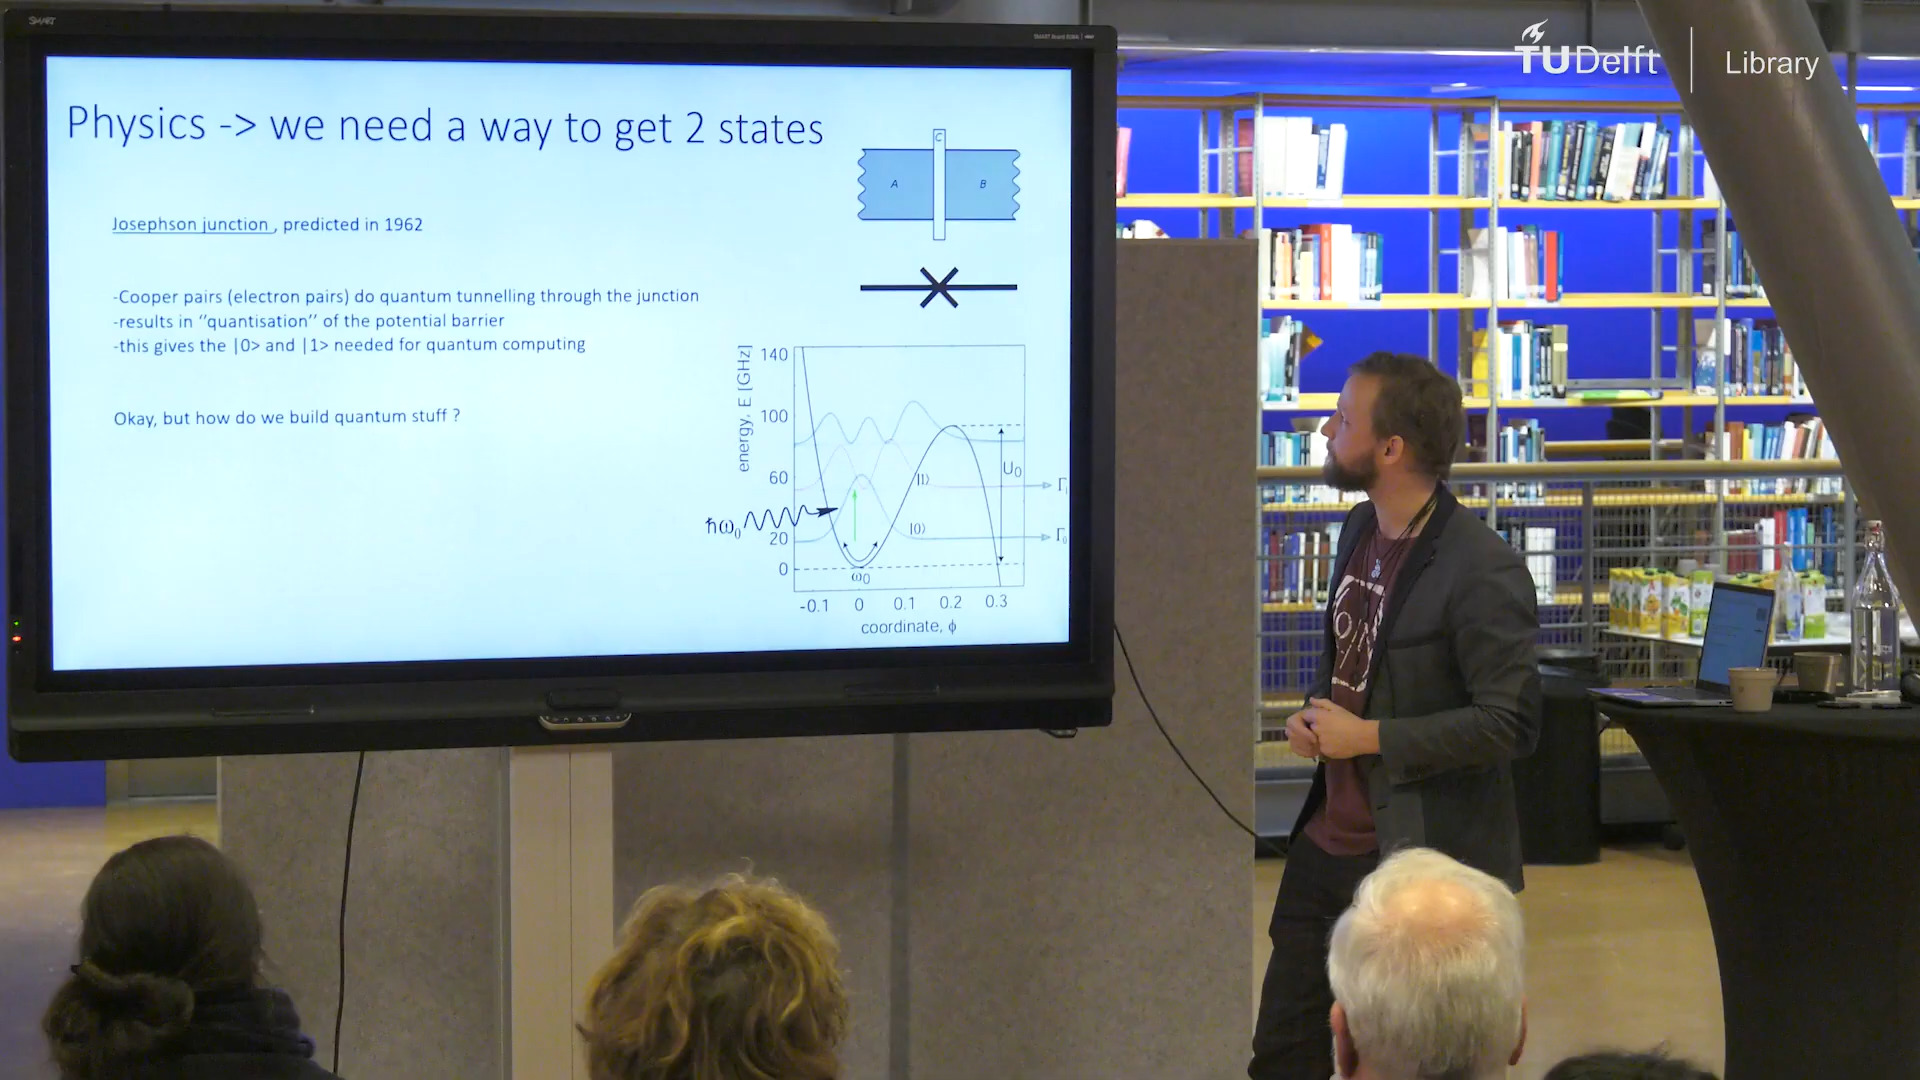 SMART
TU Delft Library
Physics -> we need a way to get 2 states
C
A
B
Josephson junction , predicted in 1962
-Cooper pairs (electron pairs) do quantum tunnelling through the junction
-results in ‘‘quantisation’’ of the potential barrier
-this gives the |0> and |1> needed for quantum computing
Okay, but how do we build quantum stuff ?
energy, E [GHz]
140
100
60
20
0
U0
|1⟩
|0⟩
Γ1
Γ0
ħω0
ω0
-0.1 0 0.1 0.2 0.3
coordinate, ϕ